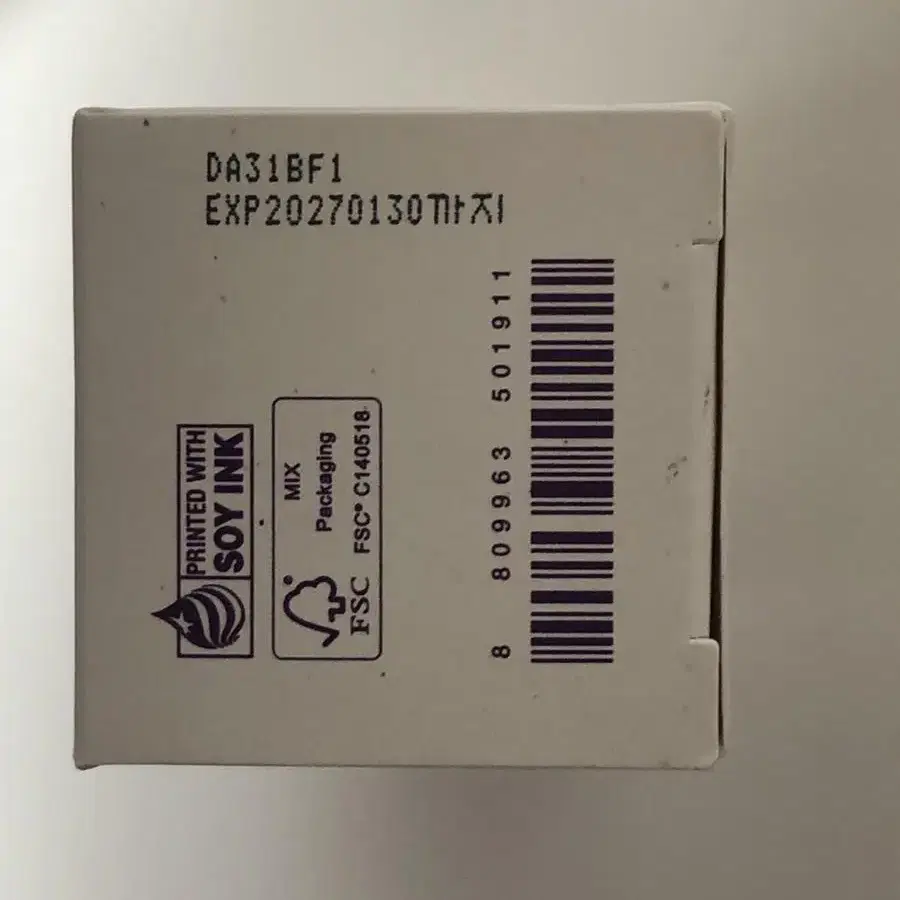 DA31BF1
EXP20270130까지
PRINTED WITH
SOY INK
MIX
Packaging
FSC
FSC® C140518
8 809963 501911